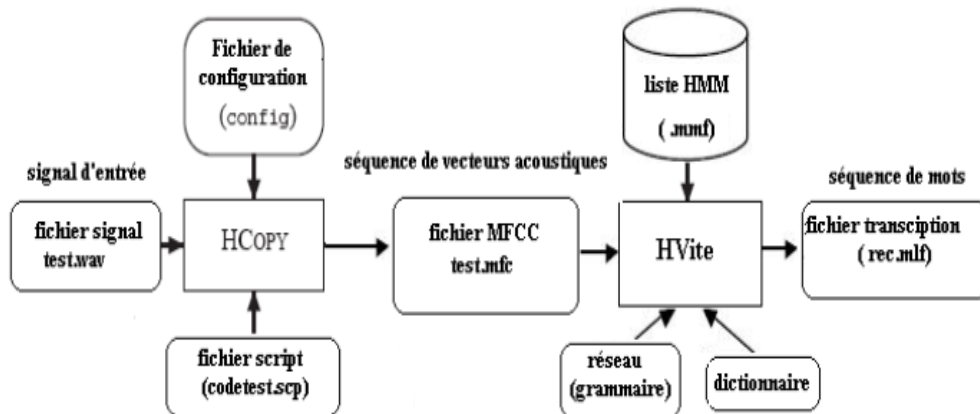 Fichier de
configuration
(config)
liste HMM
( .mmf)
signal d'entrée
séquence de vecteurs acoustiques
séquence de mots
fichier signal
test.wav
HCOPY
fichier MFCC
test.mfc
HVite
fichier transciption
( rec.mlf)
fichier script
(codetest.scp)
réseau
(grammaire)
dictionnaire